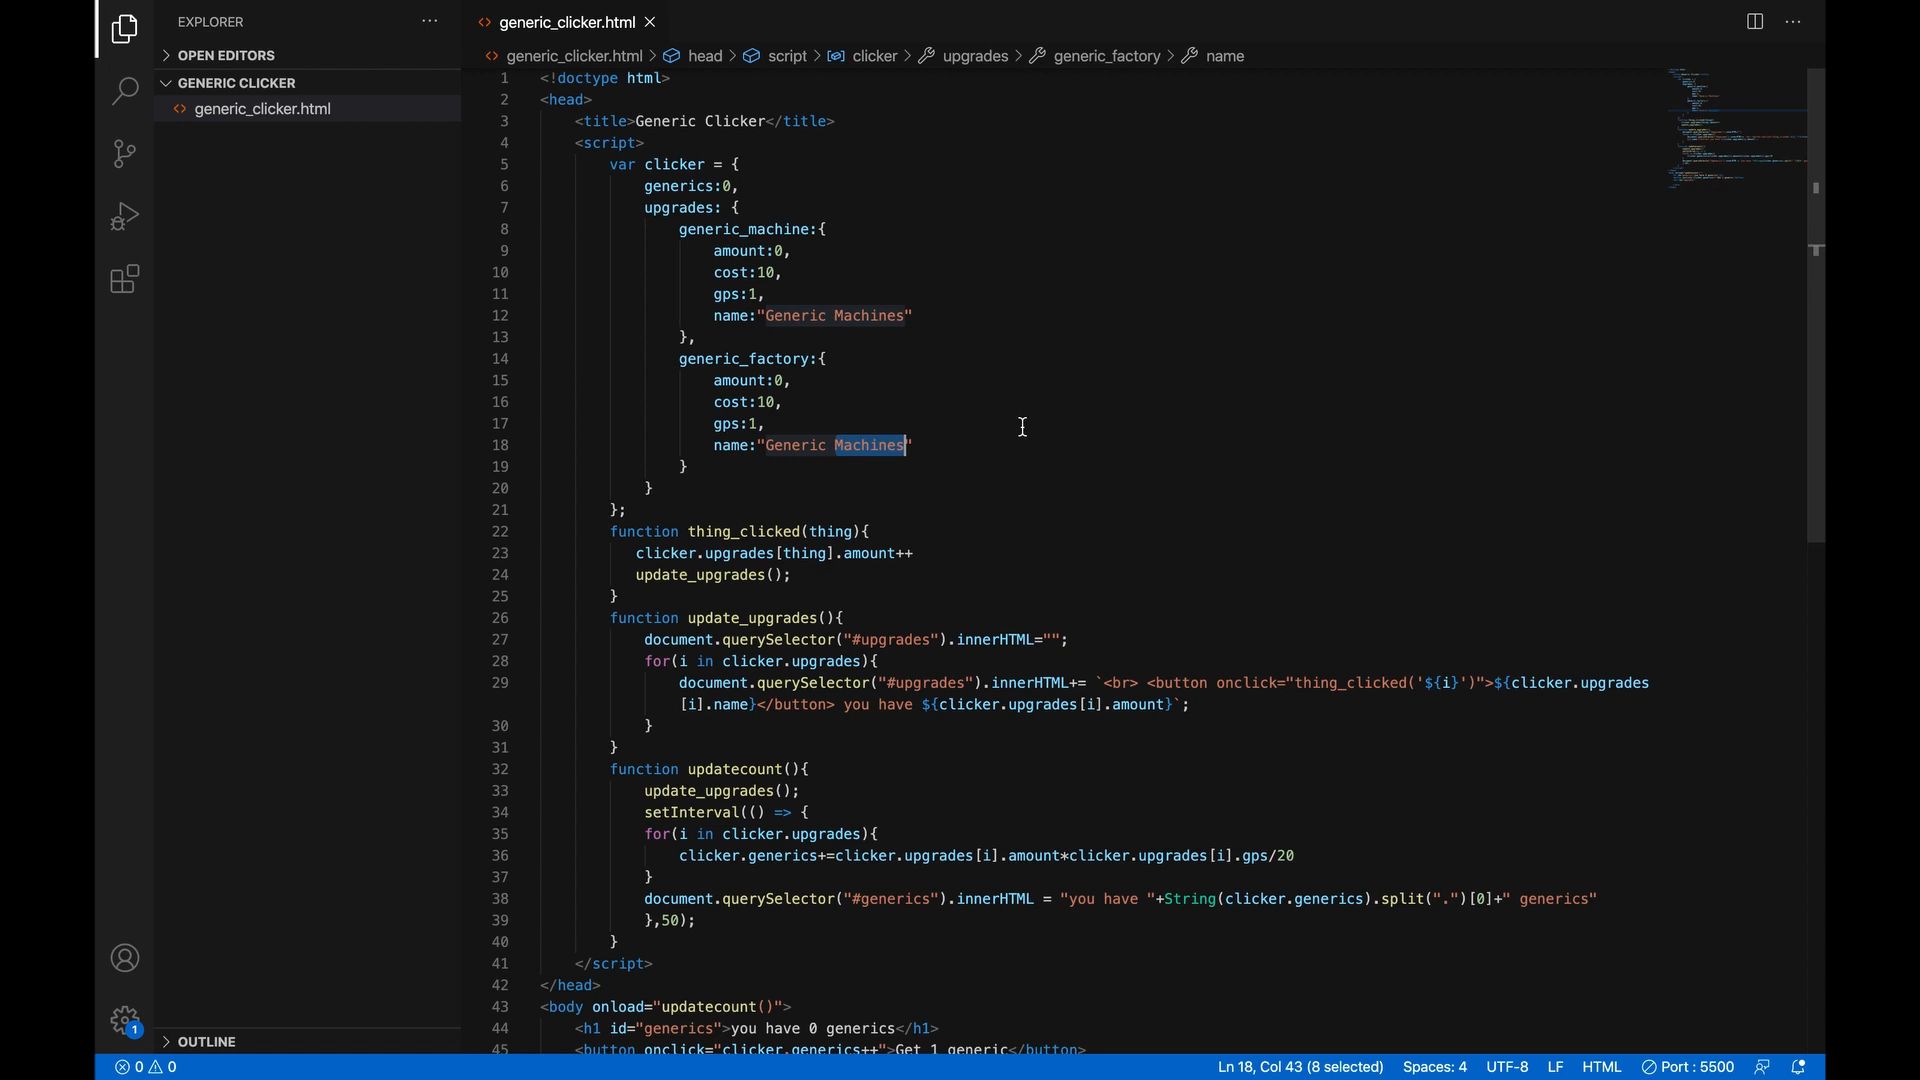 EXPLORER
OPEN EDITORS
GENERIC CLICKER
generic_clicker.html
OUTLINE
1
generic_clicker.html
generic_clicker.html > head > script > clicker > upgrades > generic_factory > name
1 <!doctype html>
2 <head>
3 <title>Generic Clicker</title>
4 <script>
5 var clicker = {
6 generics:0,
7 upgrades: {
8 generic_machine:{
9 amount:0,
10 cost:10,
11 gps:1,
12 name:"Generic Machines"
13 },
14 generic_factory:{
15 amount:0,
16 cost:10,
17 gps:1,
18 name:"Generic Machines"
19 }
20 }
21 };
22 function thing_clicked(thing){
23 clicker.upgrades[thing].amount++
24 update_upgrades();
25 }
26 function update_upgrades(){
27 document.querySelector("#upgrades").innerHTML="";
28 for(i in clicker.upgrades){
29 document.querySelector("#upgrades").innerHTML+= `<br> <button onclick="thing_clicked('${i}')">${clicker.upgrades
[i].name}</button> you have ${clicker.upgrades[i].amount}`;
30 }
31 }
32 function updatecount(){
33 update_upgrades();
34 setInterval(() => {
35 for(i in clicker.upgrades){
36 clicker.generics+=clicker.upgrades[i].amount*clicker.upgrades[i].gps/20
37 }
38 document.querySelector("#generics").innerHTML = "you have "+String(clicker.generics).split(".")[0]+" generics"
39 },50);
40 }
41 </script>
42 </head>
43 <body onload="updatecount()">
44 <h1 id="generics">you have 0 generics</h1>
45 <button onclick="clicker.generics++">Get 1 generic</button>
0 0
Ln 18, Col 43 (8 selected) Spaces: 4 UTF-8 LF HTML Port : 5500